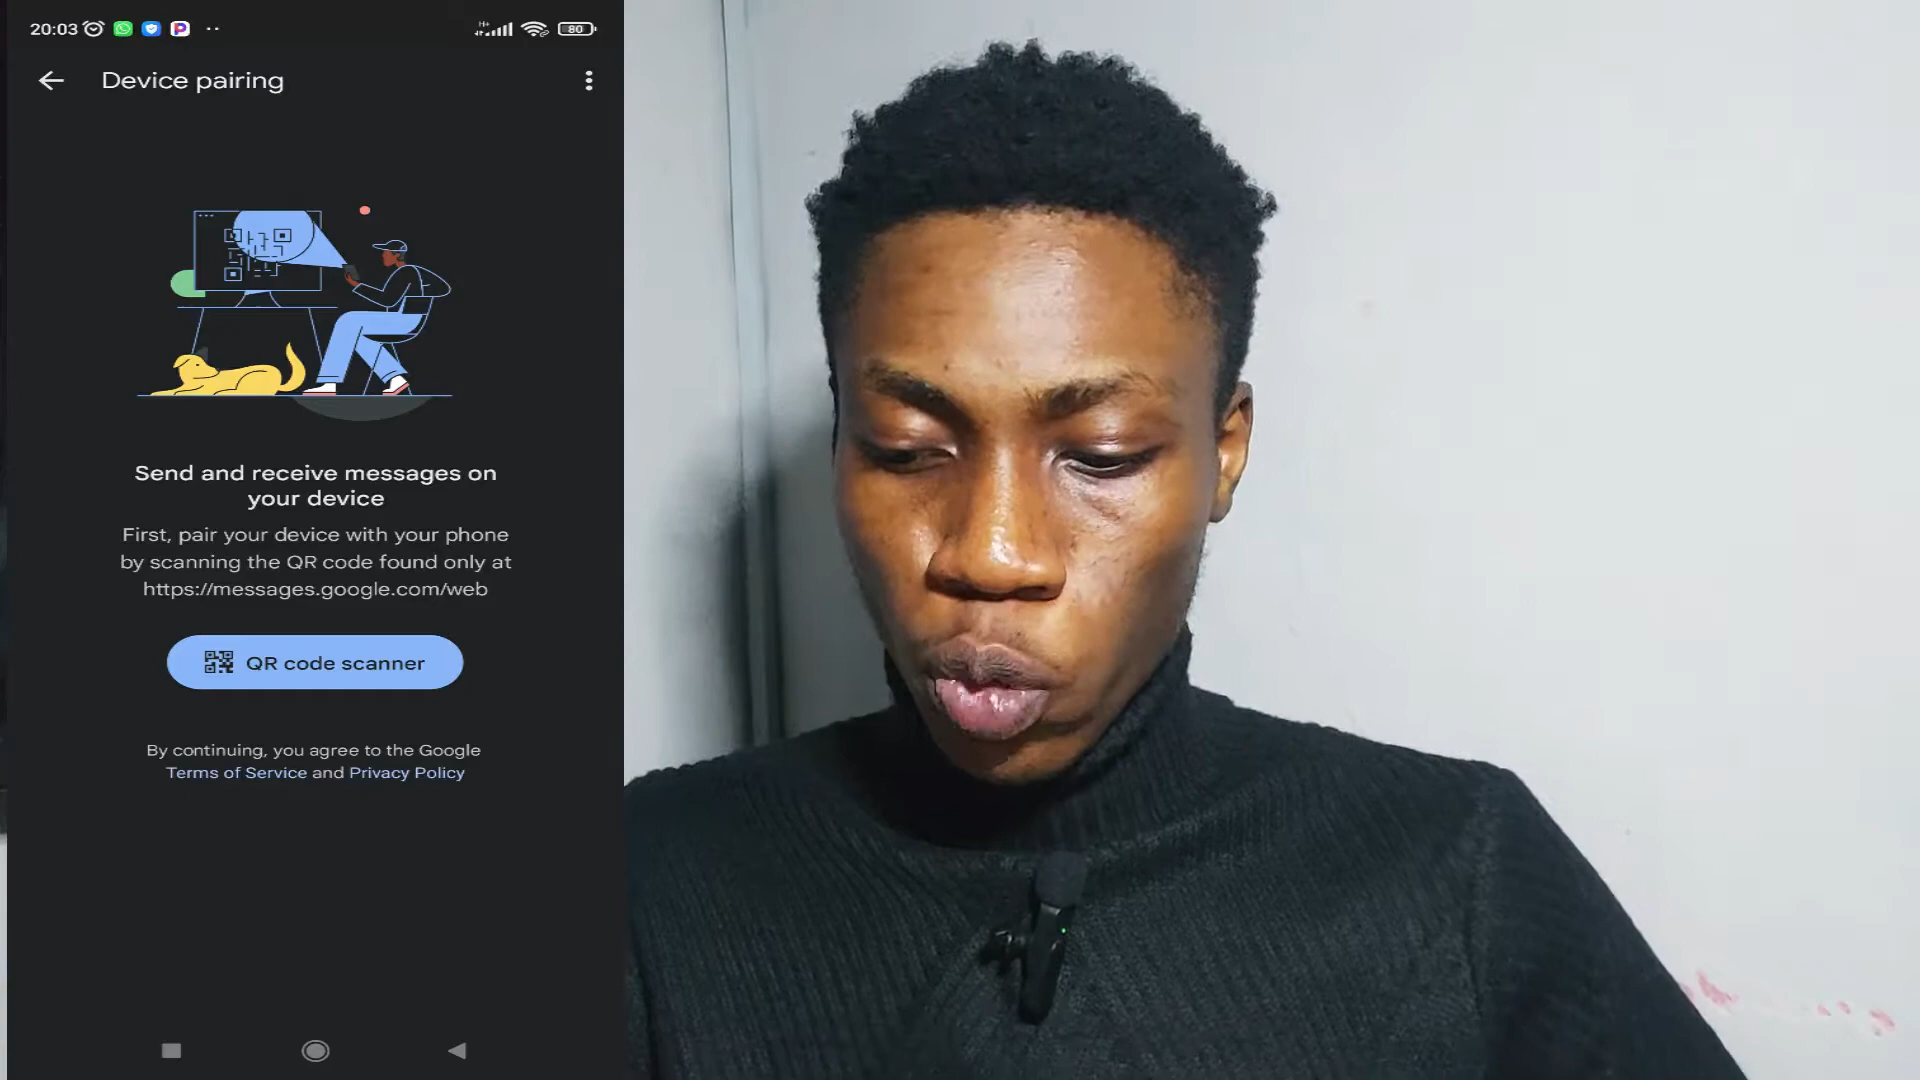 20:03
H+
80
Device pairing
Send and receive messages on
your device
First, pair your device with your phone
by scanning the QR code found only at
https://messages.google.com/web
QR code scanner
By continuing, you agree to the Google
Terms of Service and Privacy Policy